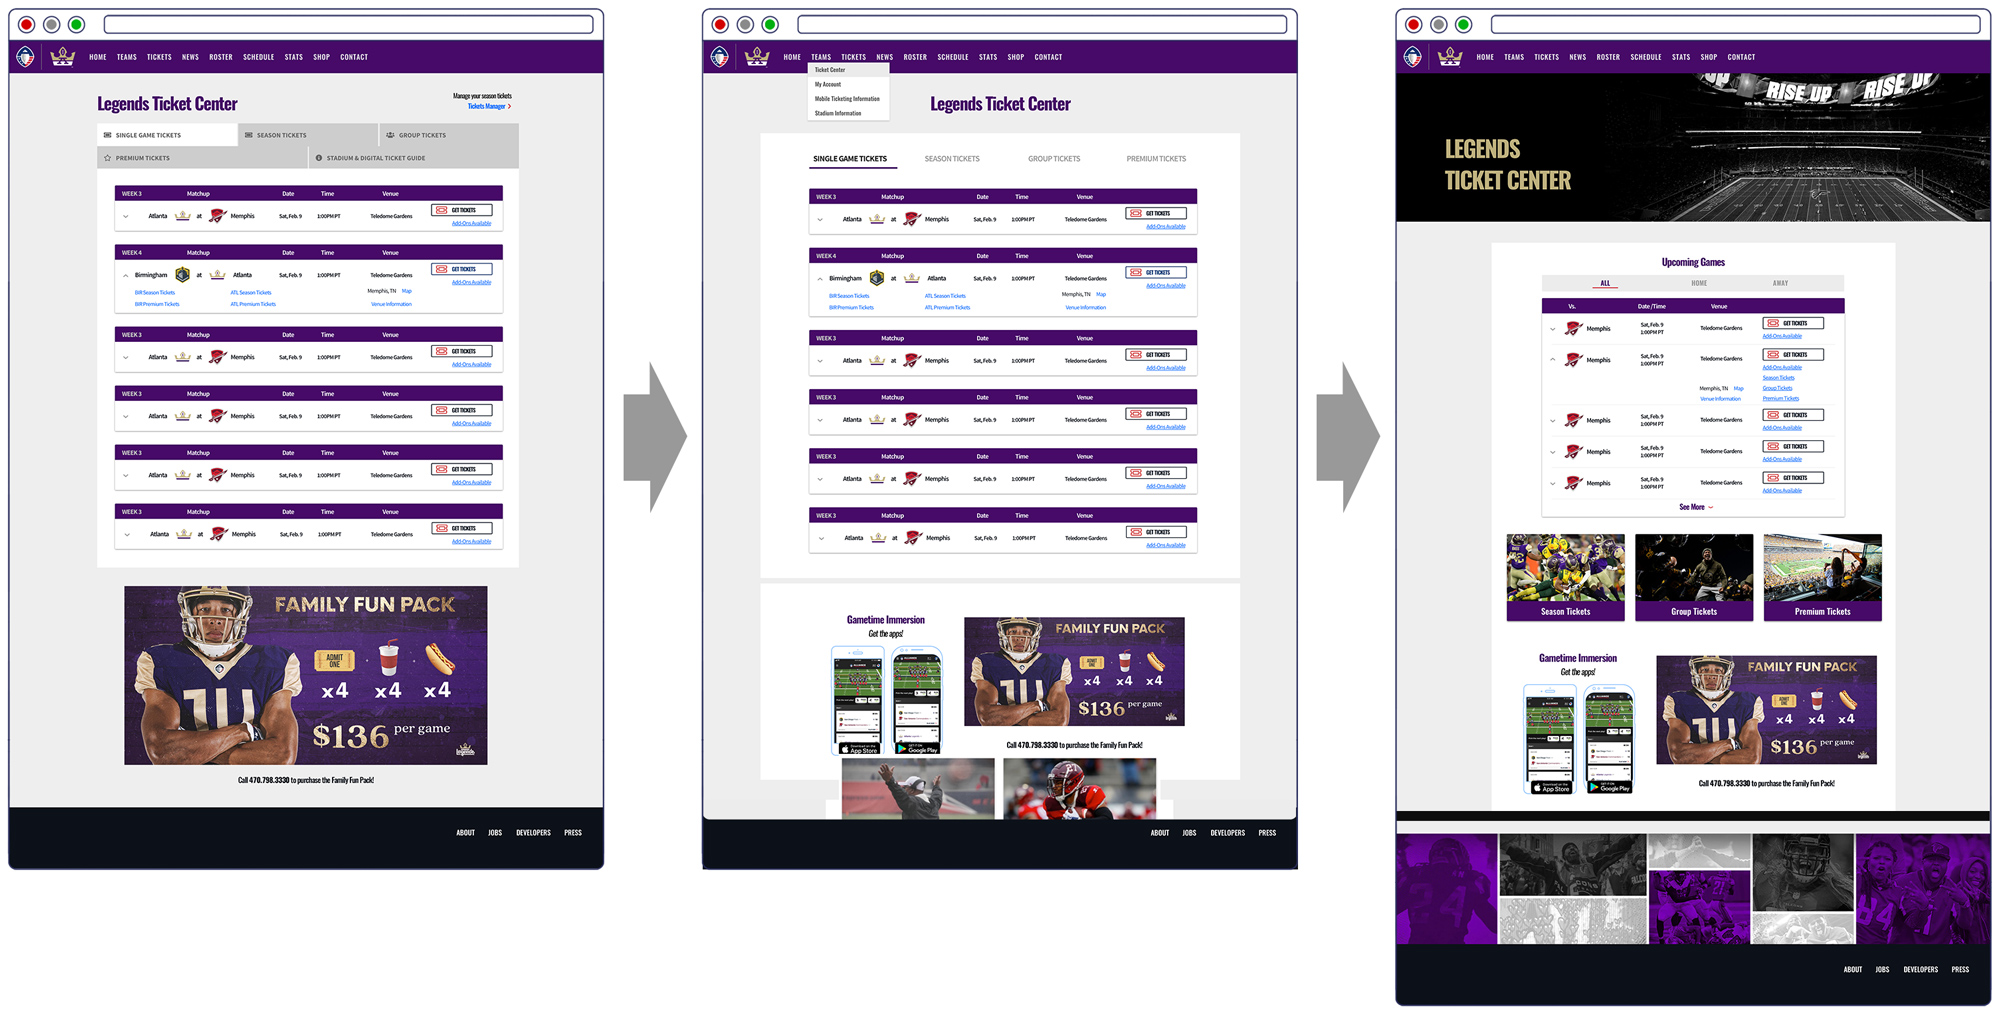 HOME TEAMS TICKETS NEWS ROSTER SCHEDULE STATS SHOP CONTACT
Legends Ticket Center
Manage your season tickets
Tickets Manager
SINGLE GAME TICKETS SEASON TICKETS GROUP TICKETS
PREMIUM TICKETS STADIUM & DIGITAL TICKET GUIDE
WEEK 3 Matchup Date Time Venue
Atlanta at Memphis Sat, Feb. 9 1:00PM PT Teledome Gardens GET TICKETS
Add-Ons Available
WEEK 4 Matchup Date Time Venue
Birmingham at Atlanta Sat, Feb. 9 1:00PM PT Teledome Gardens GET TICKETS
Add-Ons Available
BIR Season Tickets ATL Season Tickets Memphis, TN Map
BIR Premium Tickets ATL Premium Tickets Venue Information
WEEK 3 Matchup Date Time Venue
Atlanta at Memphis Sat, Feb. 9 1:00PM PT Teledome Gardens GET TICKETS
Add-Ons Available
WEEK 3 Matchup Date Time Venue
Atlanta at Memphis Sat, Feb. 9 1:00PM PT Teledome Gardens GET TICKETS
Add-Ons Available
WEEK 3 Matchup Date Time Venue
Atlanta at Memphis Sat, Feb. 9 1:00PM PT Teledome Gardens GET TICKETS
Add-Ons Available
WEEK 3 Matchup Date Time Venue
Atlanta at Memphis Sat, Feb. 9 1:00PM PT Teledome Gardens GET TICKETS
Add-Ons Available
FAMILY FUN PACK
ADMIT
ONE
x4 x4 x4
$136 per game
Legends
Call 470.798.3330 to purchase the Family Fun Pack!
ABOUT JOBS DEVELOPERS PRESS
HOME TEAMS TICKETS NEWS ROSTER SCHEDULE STATS SHOP CONTACT
Ticket Center
My Account
Mobile Ticketing Information
Stadium Information
Legends Ticket Center
SINGLE GAME TICKETS SEASON TICKETS GROUP TICKETS PREMIUM TICKETS
WEEK 3 Matchup Date Time Venue
Atlanta at Memphis Sat, Feb. 9 1:00PM PT Teledome Gardens GET TICKETS
Add-Ons Available
WEEK 4 Matchup Date Time Venue
Birmingham at Atlanta Sat, Feb. 9 1:00PM PT Teledome Gardens GET TICKETS
Add-Ons Available
BIR Season Tickets ATL Season Tickets Memphis, TN Map
BIR Premium Tickets ATL Premium Tickets Venue Information
WEEK 3 Matchup Date Time Venue
Atlanta at Memphis Sat, Feb. 9 1:00PM PT Teledome Gardens GET TICKETS
Add-Ons Available
WEEK 3 Matchup Date Time Venue
Atlanta at Memphis Sat, Feb. 9 1:00PM PT Teledome Gardens GET TICKETS
Add-Ons Available
WEEK 3 Matchup Date Time Venue
Atlanta at Memphis Sat, Feb. 9 1:00PM PT Teledome Gardens GET TICKETS
Add-Ons Available
WEEK 3 Matchup Date Time Venue
Atlanta at Memphis Sat, Feb. 9 1:00PM PT Teledome Gardens GET TICKETS
Add-Ons Available
Gametime Immersion
Get the apps!
Download on the
App Store
GET IT ON
Google Play
FAMILY FUN PACK
ADMIT
ONE
x4 x4 x4
$136 per game
Legends
Call 470.798.3330 to purchase the Family Fun Pack!
ABOUT JOBS DEVELOPERS PRESS
HOME TEAMS TICKETS NEWS ROSTER SCHEDULE STATS SHOP CONTACT
RISE UP RISE UP
LEGENDS
TICKET CENTER
Upcoming Games
ALL HOME AWAY
Vs. Date /Time Venue
Memphis Sat, Feb. 9
1:00PM PT Teledome Gardens GET TICKETS
Add-Ons Available
Memphis Sat, Feb. 9
1:00PM PT Teledome Gardens GET TICKETS
Add-Ons Available
Season Tickets
Memphis, TN Map Group Tickets
Venue Information Premium Tickets
Memphis Sat, Feb. 9
1:00PM PT Teledome Gardens GET TICKETS
Add-Ons Available
Memphis Sat, Feb. 9
1:00PM PT Teledome Gardens GET TICKETS
Add-Ons Available
Memphis Sat, Feb. 9
1:00PM PT Teledome Gardens GET TICKETS
Add-Ons Available
See More
Season Tickets Group Tickets Premium Tickets
Gametime Immersion
Get the apps!
Download on the
App Store
GET IT ON
Google Play
FAMILY FUN PACK
ADMIT
ONE
x4 x4 x4
$136 per game
Legends
Call 470.798.3330 to purchase the Family Fun Pack!
24
84
ABOUT JOBS DEVELOPERS PRESS